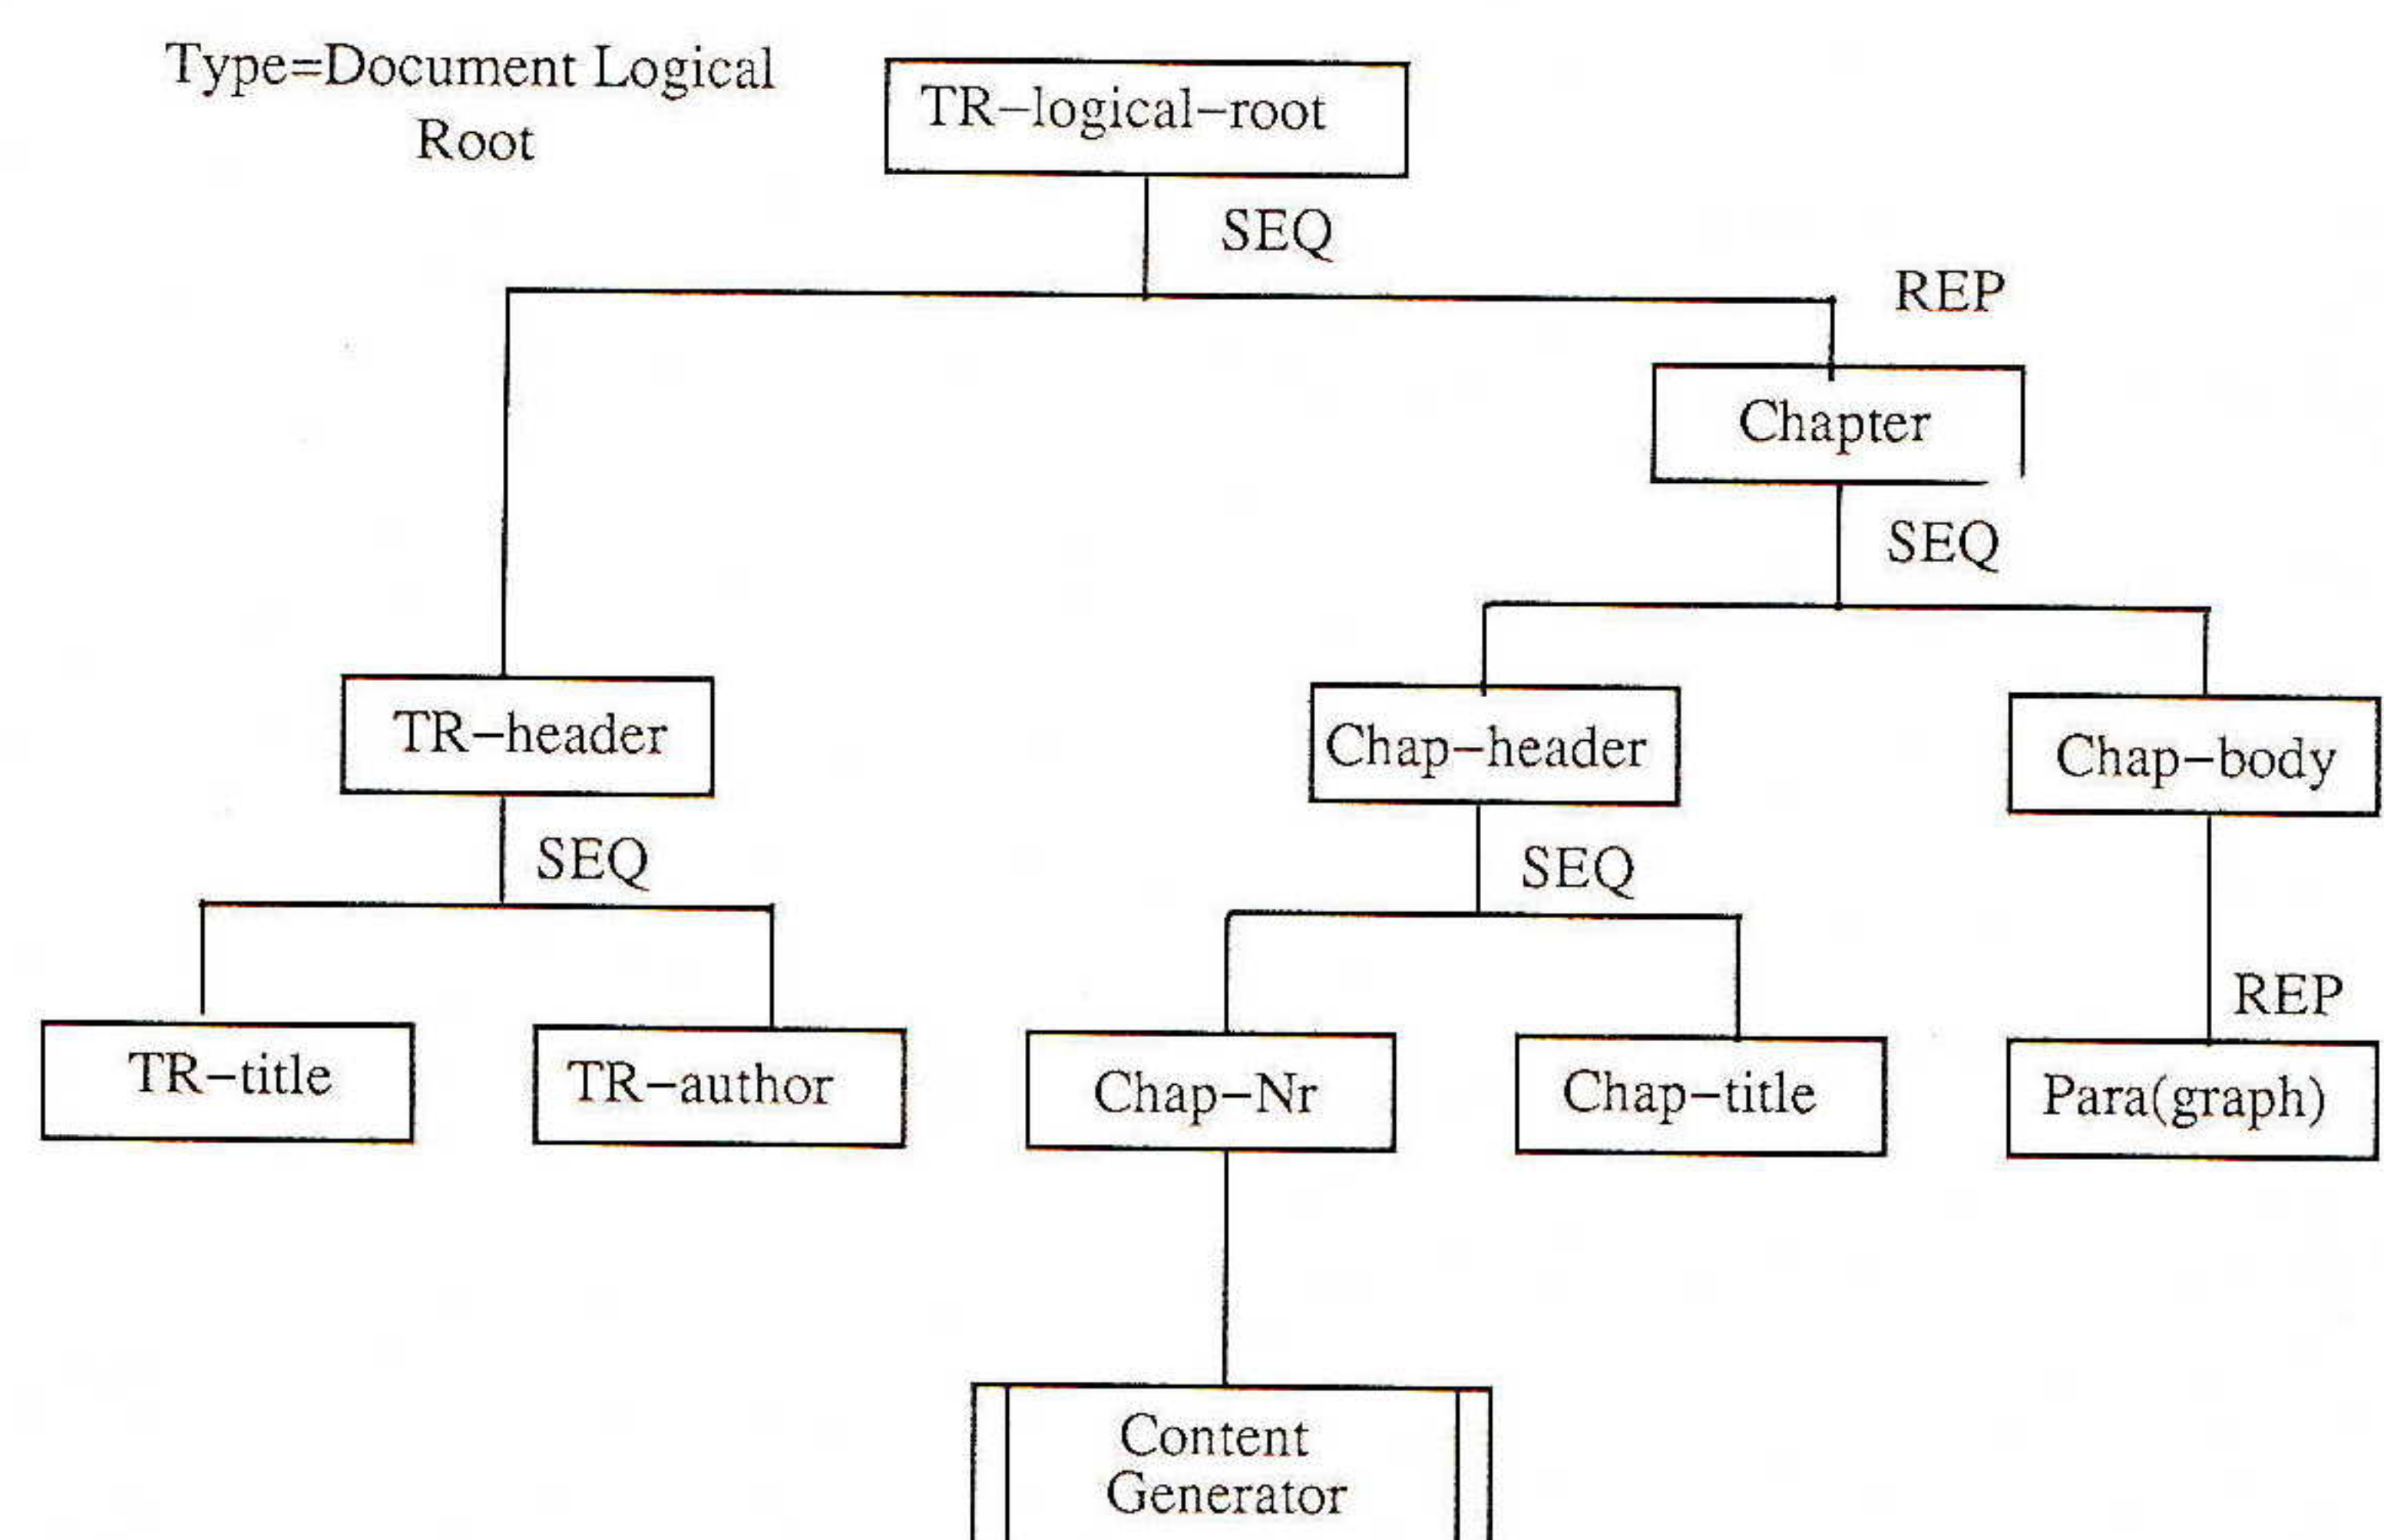 Type=Document Logical
Root
TR–logical–root
SEQ
REP
Chapter
SEQ
TR–header
Chap–header
Chap–body
SEQ
SEQ
REP
TR–title
TR–author
Chap–Nr
Chap–title
Para(graph)
Content
Generator